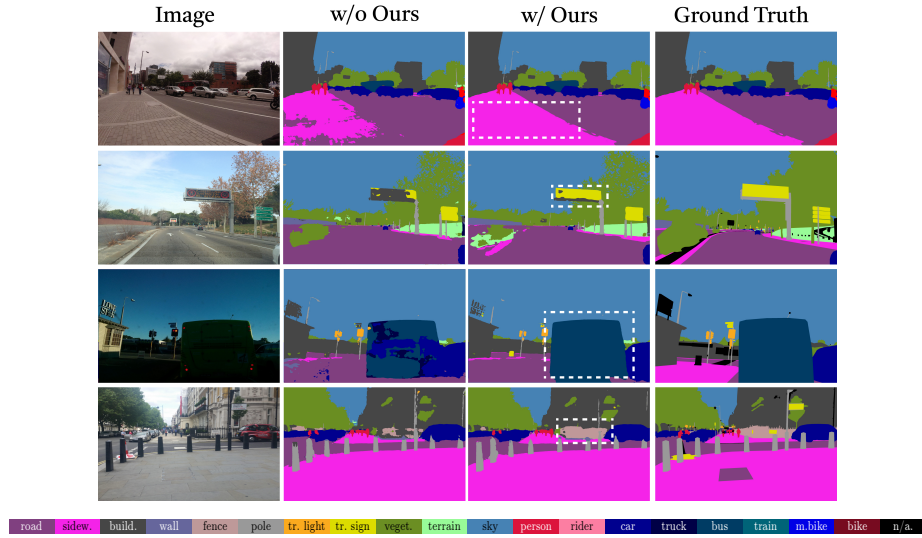 Image w/o Ours w/ Ours Ground Truth
road sidew. build. wall fence pole tr. light tr. sign veget. terrain sky person rider car truck bus train m.bike bike n/a.